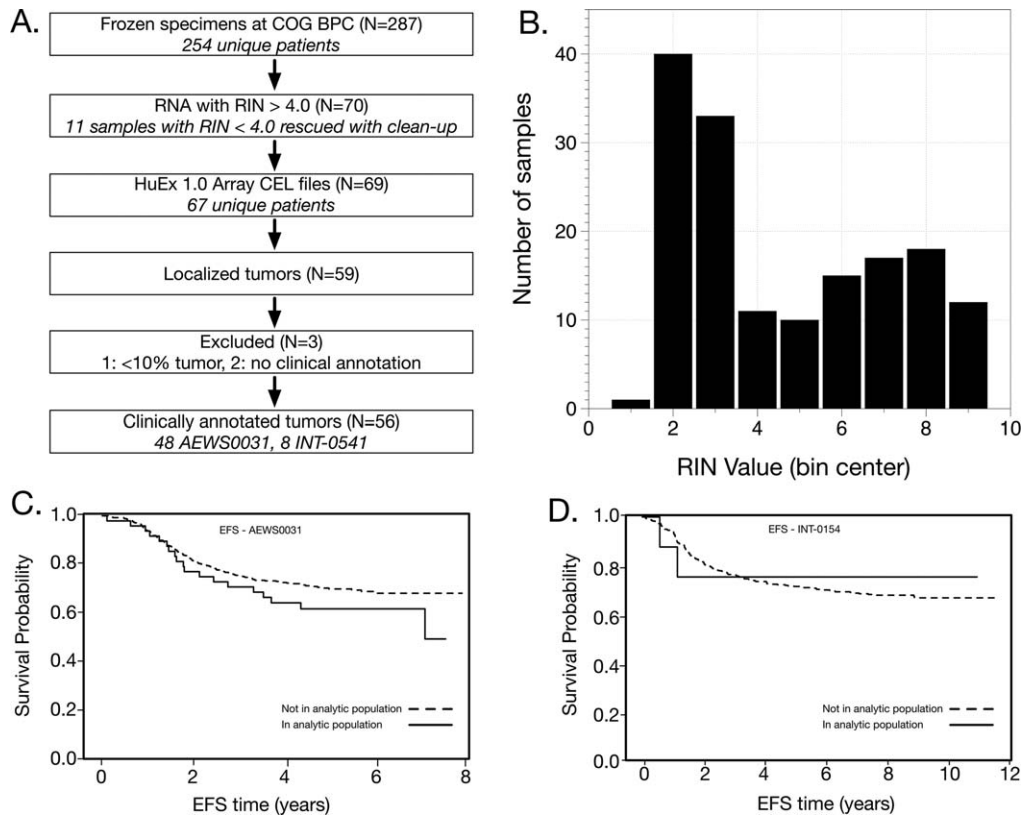 A.
Frozen specimens at COG BPC (N=287)
254 unique patients
RNA with RIN > 4.0 (N=70)
11 samples with RIN < 4.0 rescued with clean-up
HuEx 1.0 Array CEL files (N=69)
67 unique patients
Localized tumors (N=59)
Excluded (N=3)
1: <10% tumor, 2: no clinical annotation
Clinically annotated tumors (N=56)
48 AEWS0031, 8 INT-0541
B.
Number of samples
40
30
20
10
0
0 2 4 6 8 10
RIN Value (bin center)
C.
EFS - AEWS0031
Survival Probability
1.0
0.8
0.6
0.4
0.2
0.0
Not in analytic population
In analytic population
0 2 4 6 8
EFS time (years)
D.
EFS - INT-0154
Survival Probability
1.0
0.8
0.6
0.4
0.2
0.0
Not in analytic population
In analytic population
0 2 4 6 8 10 12
EFS time (years)